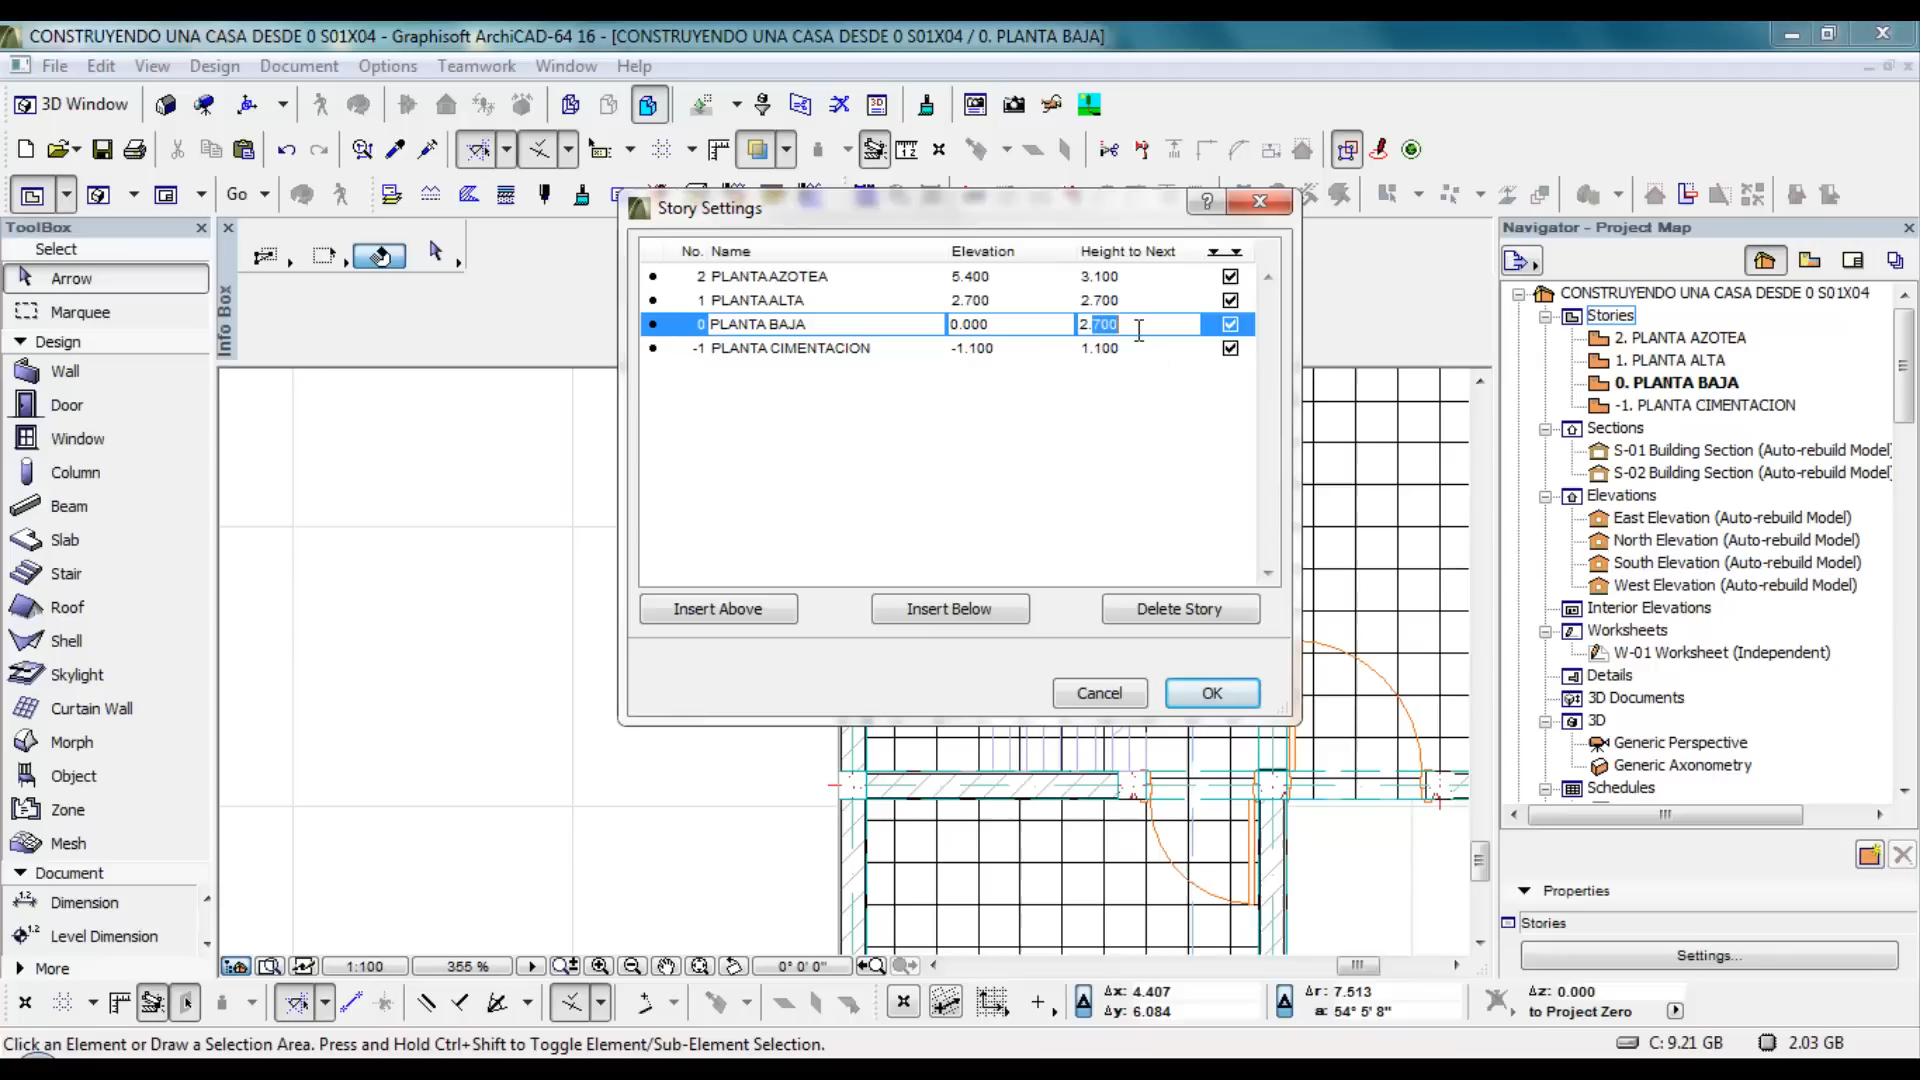 CONSTRUYENDO UNA CASA DESDE 0 S01X04 - Graphisoft ArchiCAD-64 16 - [CONSTRUYENDO UNA CASA DESDE 0 S01X04 / 0. PLANTA BAJA]
File Edit View Design Document Options Teamwork Window Help
3D Window
Go
ToolBox
Select
Arrow
Marquee
Design
Wall
Door
Window
Column
Beam
Slab
Stair
Roof
Shell
Skylight
Curtain Wall
Morph
Object
Zone
Mesh
Document
Dimension
Level Dimension
More
Info Box
Story Settings
No. Name Elevation Height to Next
2 PLANTA AZOTEA 5.400 3.100
1 PLANTA ALTA 2.700 2.700
0 PLANTA BAJA 0.000 2.700
-1 PLANTA CIMENTACION -1.100 1.100
Insert Above Insert Below Delete Story
Cancel OK
Navigator - Project Map
CONSTRUYENDO UNA CASA DESDE 0 S01X04
Stories
2. PLANTA AZOTEA
1. PLANTA ALTA
0. PLANTA BAJA
-1. PLANTA CIMENTACION
Sections
S-01 Building Section (Auto-rebuild Model)
S-02 Building Section (Auto-rebuild Model)
Elevations
East Elevation (Auto-rebuild Model)
North Elevation (Auto-rebuild Model)
South Elevation (Auto-rebuild Model)
West Elevation (Auto-rebuild Model)
Interior Elevations
Worksheets
W-01 Worksheet (Independent)
Details
3D Documents
3D
Generic Perspective
Generic Axonometry
Schedules
Properties
Stories
Settings...
1:100 355 % 0° 0' 0"
Δx: 4.407 Δr: 7.513 Δz: 0.000
Δy: 6.084 a: 54° 5' 8" to Project Zero
Click an Element or Draw a Selection Area. Press and Hold Ctrl+Shift to Toggle Element/Sub-Element Selection.
C: 9.21 GB 2.03 GB